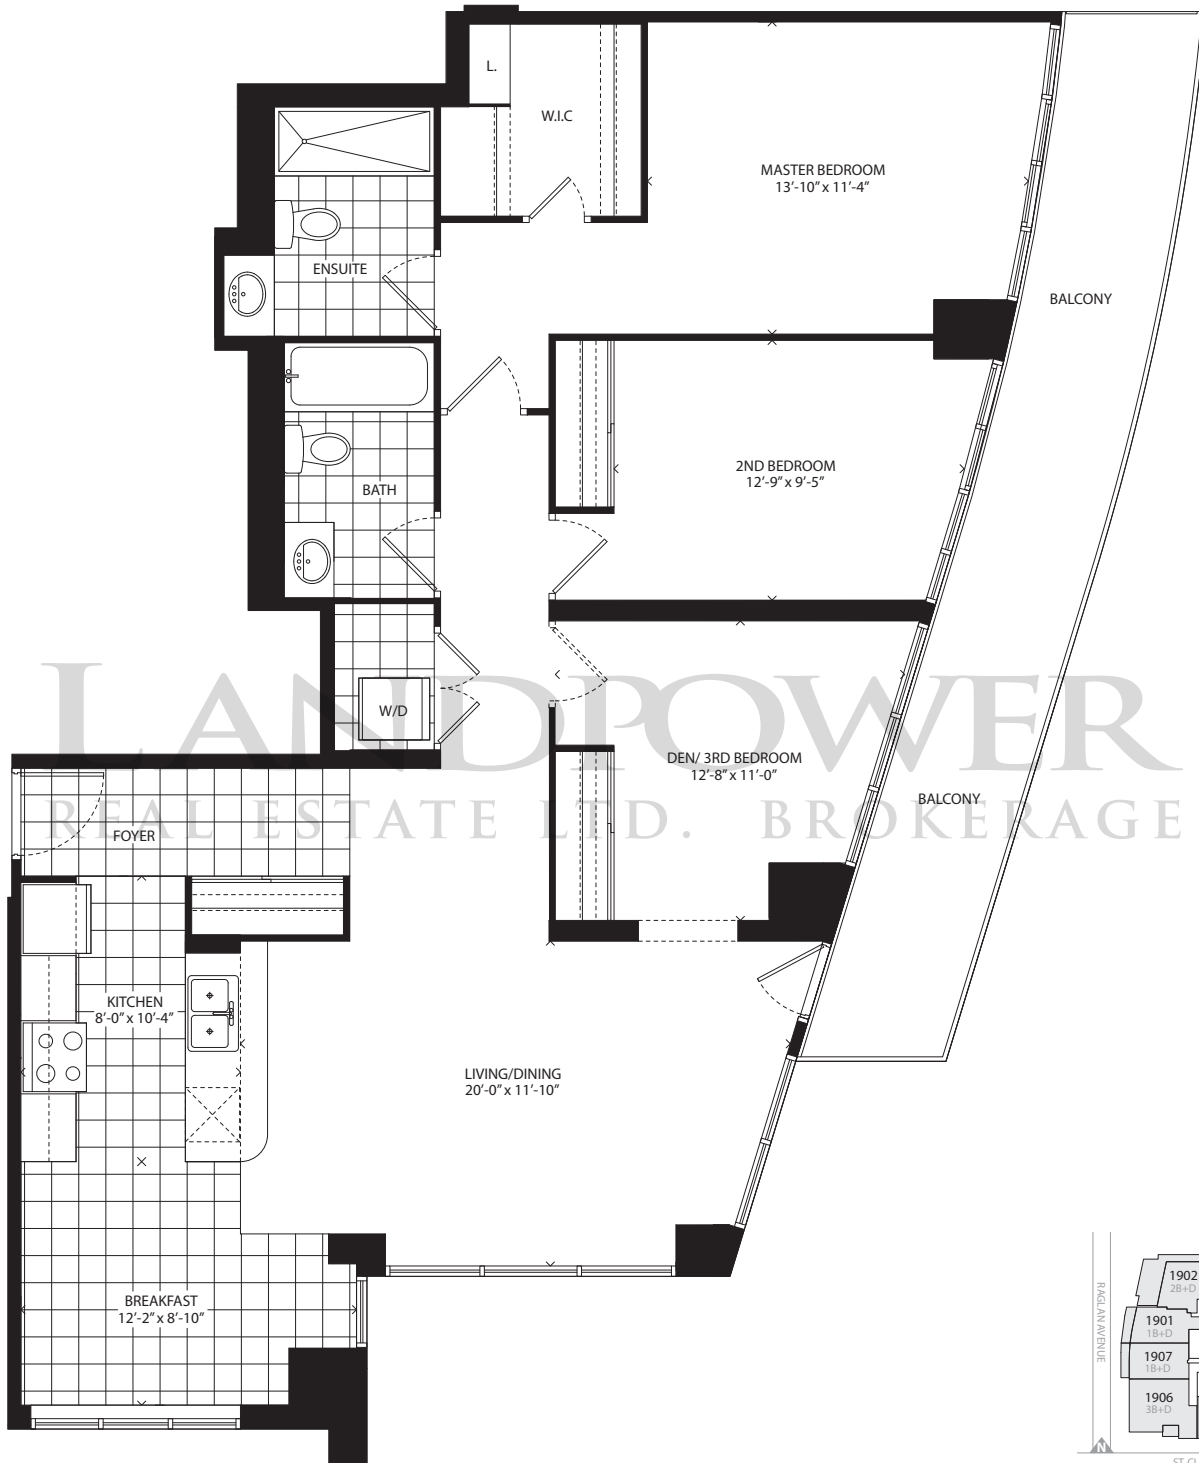 L.
W.I.C
MASTER BEDROOM
13'-10" x 11'-4"
ENSUITE
BALCONY
2ND BEDROOM
12'-9" x 9'-5"
BATH
LANDPOWER
REAL ESTATE LTD. BROKERAGE
W/D
DEN/ 3RD BEDROOM
12'-8" x 11'-0"
BALCONY
FOYER
KITCHEN
8'-0" x 10'-4"
LIVING/DINING
20'-0" x 11'-10"
BREAKFAST
12'-2" x 8'-10"
RAGLAN AVENUE
1902
2B+D
1901
1B+D
1907
1B+D
1906
3B+D
N